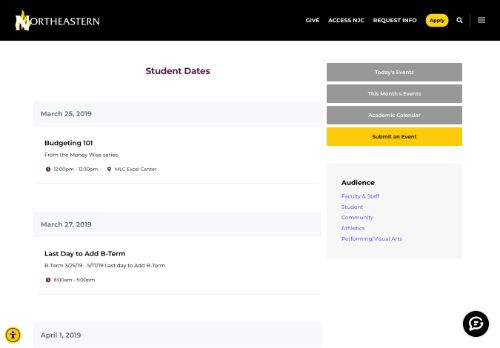 NORTHEASTERN
GIVE ACCESS NJC REQUEST INFO Apply
Student Dates
March 25, 2019
Budgeting 101
From the Money Wise series
12:00pm - 12:30pm MLC Excel Center
March 27, 2019
Last Day to Add B-Term
B-Term 3/25/19 - 5/17/19 Last day to Add B-Term
8:00am - 5:00pm
April 1, 2019
Today's Events
This Month's Events
Academic Calendar
Submit an Event
Audience
Faculty & Staff
Student
Community
Athletics
Performing/Visual Arts